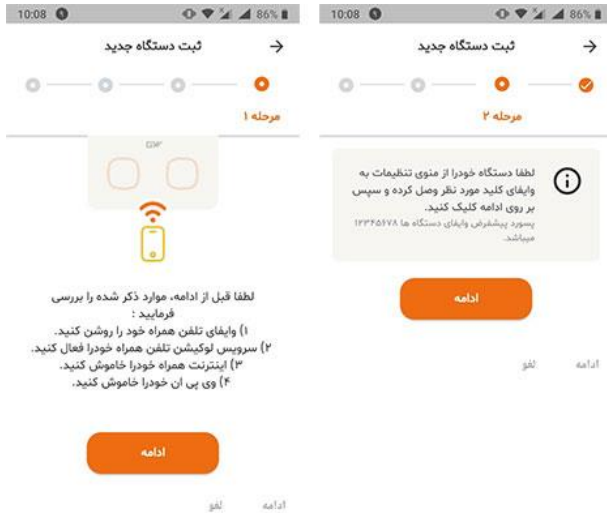 10:08
86%
ثبت دستگاه جدید
مرحله ۱
لطفا قبل از ادامه، موارد ذکر شده را بررسی
فرمایید :
۱) وایفای تلفن همراه خود را روشن کنید.
۲) سرویس لوکیشن تلفن همراه خودرا فعال کنید.
۳) اینترنت همراه خودرا خاموش کنید.
۴) وی پی ان خودرا خاموش کنید.
ادامه
ادامه
لغو
10:08
86%
ثبت دستگاه جدید
مرحله ۲
لطفا دستگاه خودرا از منوی تنظیمات به
وایفای کلید مورد نظر وصل کرده و سپس
بر روی ادامه کلیک کنید.
پسورد پیشفرض وایفای دستگاه ها ۱۲۳۴۵۶۷۸
میباشد.
ادامه
ادامه
لغو